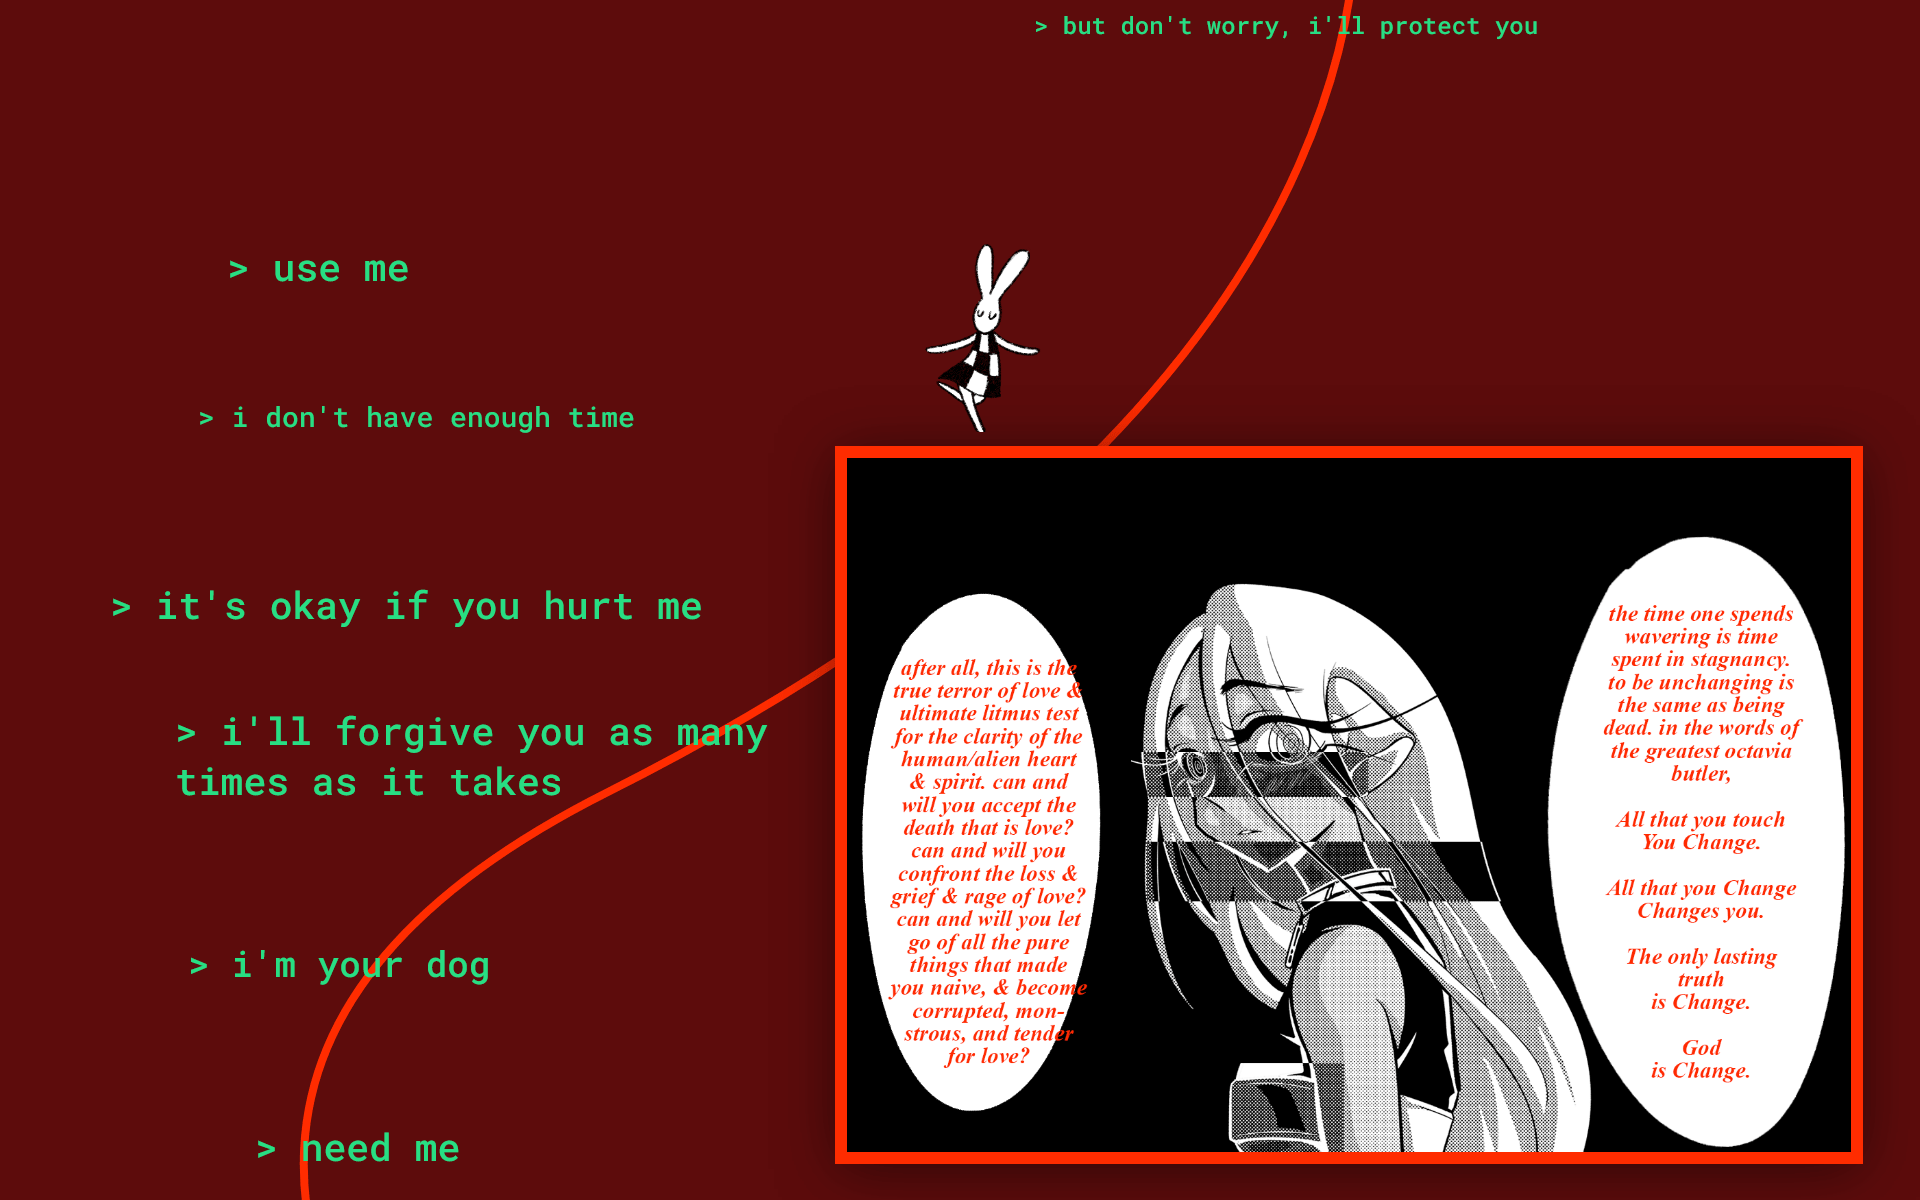 > but don't worry, i'll protect you
> use me
> i don't have enough time
> it's okay if you hurt me
> i'll forgive you as many
times as it takes
> i'm your dog
> need me
after all, this is the
true terror of love &
ultimate litmus test
for the clarity of the
human/alien heart
& spirit. can and
will you accept the
death that is love?
can and will you
confront the loss &
grief & rage of love?
can and will you let
go of all the pure
things that made
you naive, & become
corrupted, mon-
strous, and tender
for love?
the time one spends
wavering is time
spent in stagnancy.
to be unchanging is
the same as being
dead. in the words of
the greatest octavia
butler,
All that you touch
You Change.
All that you Change
Changes you.
The only lasting
truth
is Change.
God
is Change.